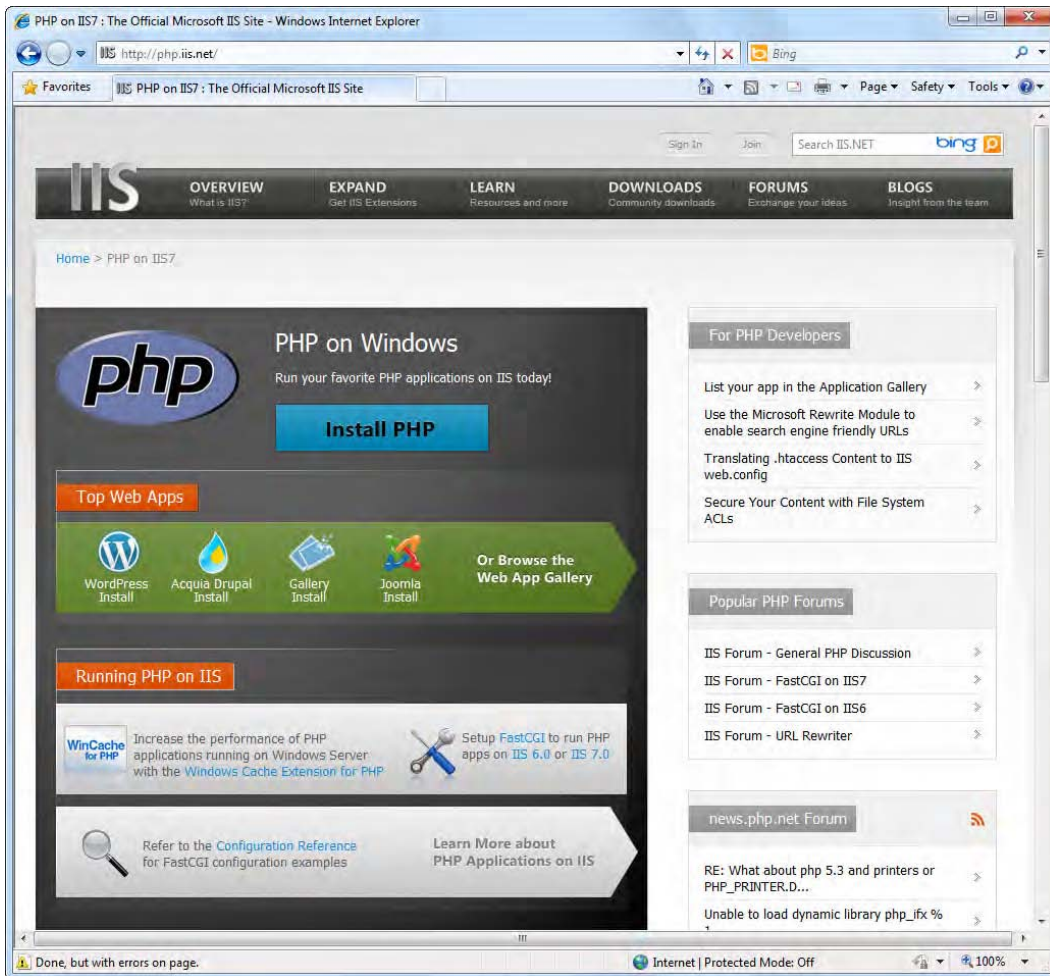 PHP on IIS7 : The Official Microsoft IIS Site - Windows Internet Explorer
http://php.iis.net/
Bing
Favorites
PHP on IIS7 : The Official Microsoft IIS Site
Page
Safety
Tools
Sign In
Join
Search IIS.NET
bing
IIS
OVERVIEW
What is IIS?
EXPAND
Get IIS Extensions
LEARN
Resources and more
DOWNLOADS
Community downloads
FORUMS
Exchange your ideas
BLOGS
Insight from the team
Home > PHP on IIS7
php
PHP on Windows
Run your favorite PHP applications on IIS today!
Install PHP
Top Web Apps
WordPress
Install
Acquia Drupal
Install
Gallery
Install
Joomla
Install
Or Browse the
Web App Gallery
Running PHP on IIS
WinCache
for PHP
Increase the performance of PHP
applications running on Windows Server
with the Windows Cache Extension for PHP
Setup FastCGI to run PHP
apps on IIS 6.0 or IIS 7.0
Refer to the Configuration Reference
for FastCGI configuration examples
Learn More about
PHP Applications on IIS
For PHP Developers
List your app in the Application Gallery
Use the Microsoft Rewrite Module to
enable search engine friendly URLs
Translating .htaccess Content to IIS
web.config
Secure Your Content with File System
ACLs
Popular PHP Forums
IIS Forum - General PHP Discussion
IIS Forum - FastCGI on IIS7
IIS Forum - FastCGI on IIS6
IIS Forum - URL Rewriter
news.php.net Forum
RE: What about php 5.3 and printers or
PHP_PRINTER.D...
Unable to load dynamic library php_ifx %
Done, but with errors on page.
Internet | Protected Mode: Off
100%